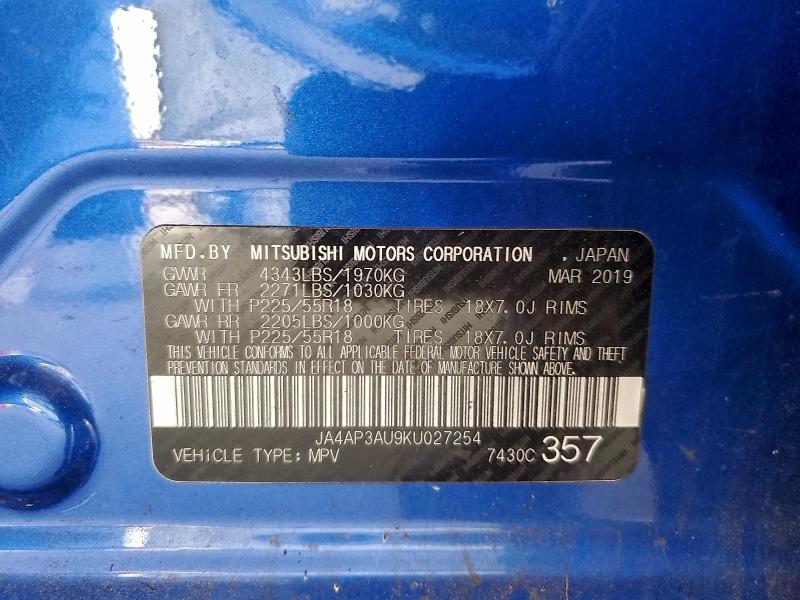 MFD.BY MITSUBISHI MOTORS CORPORATION , JAPAN
GVWR 4343LBS/1970KG MAR 2019
GAWR FR 2271LBS/1030KG
WITH P225/55R18 TIRES 18X7.0J RIMS
GAWR RR 2205LBS/1000KG
WITH P225/55R18 TIRES 18X7.0J RIMS
THIS VEHICLE CONFORMS TO ALL APPLICABLE FEDERAL MOTOR VEHICLE SAFETY AND THEFT
PREVENTION STANDARDS IN EFFECT ON THE DATE OF MANUFACTURE SHOWN ABOVE.
JA4AP3AU9KU027254
VEHICLE TYPE: MPV 7430C 357